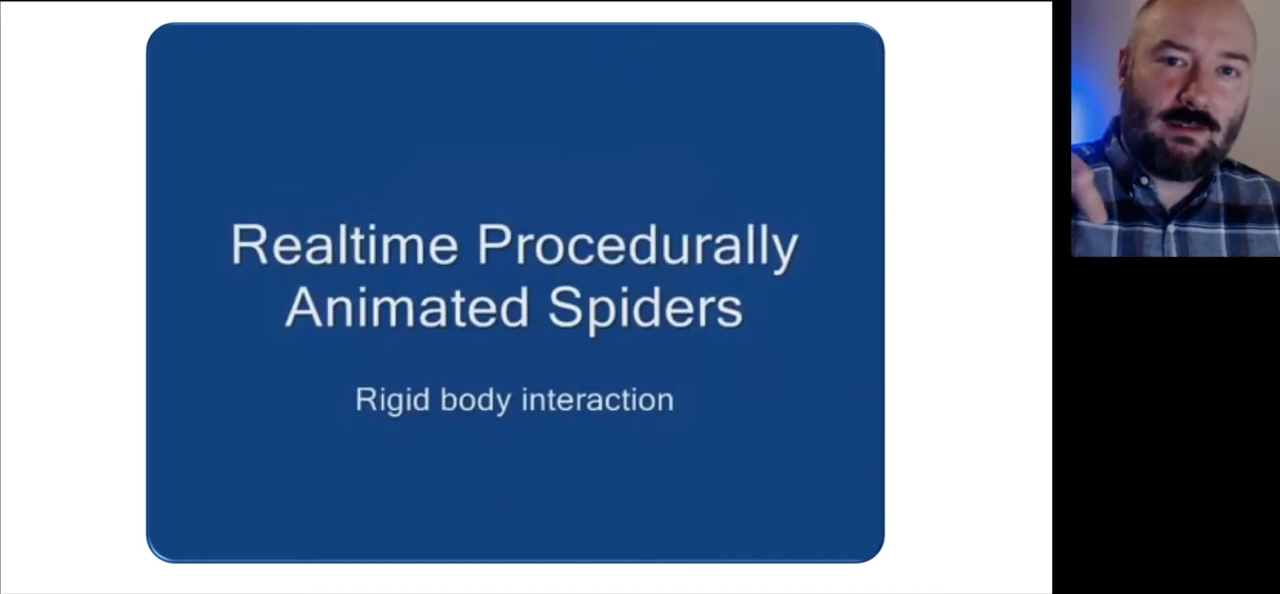 Realtime Procedurally
Animated Spiders
Rigid body interaction